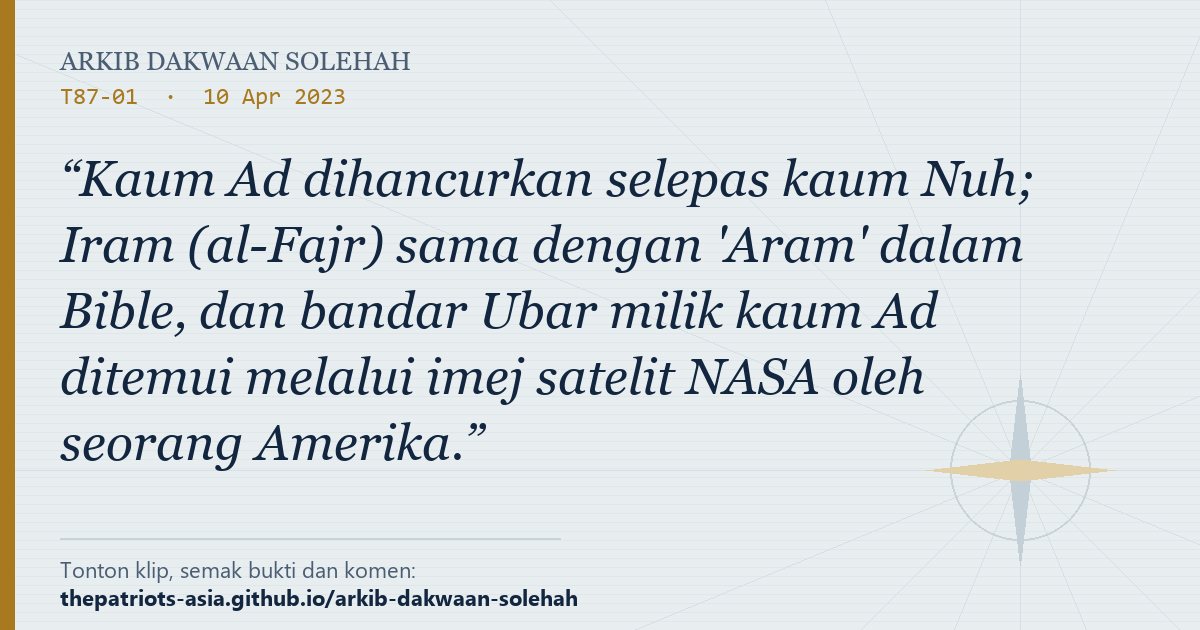 ARKIB DAKWAAN SOLEHAH
T87-01 · 10 Apr 2023
“Kaum Ad dihancurkan selepas kaum Nuh;
Iram (al-Fajr) sama dengan 'Aram' dalam
Bible, dan bandar Ubar milik kaum Ad
ditemui melalui imej satelit NASA oleh
seorang Amerika.”
Tonton klip, semak bukti dan komen:
thepatriots-asia.github.io/arkib-dakwaan-solehah